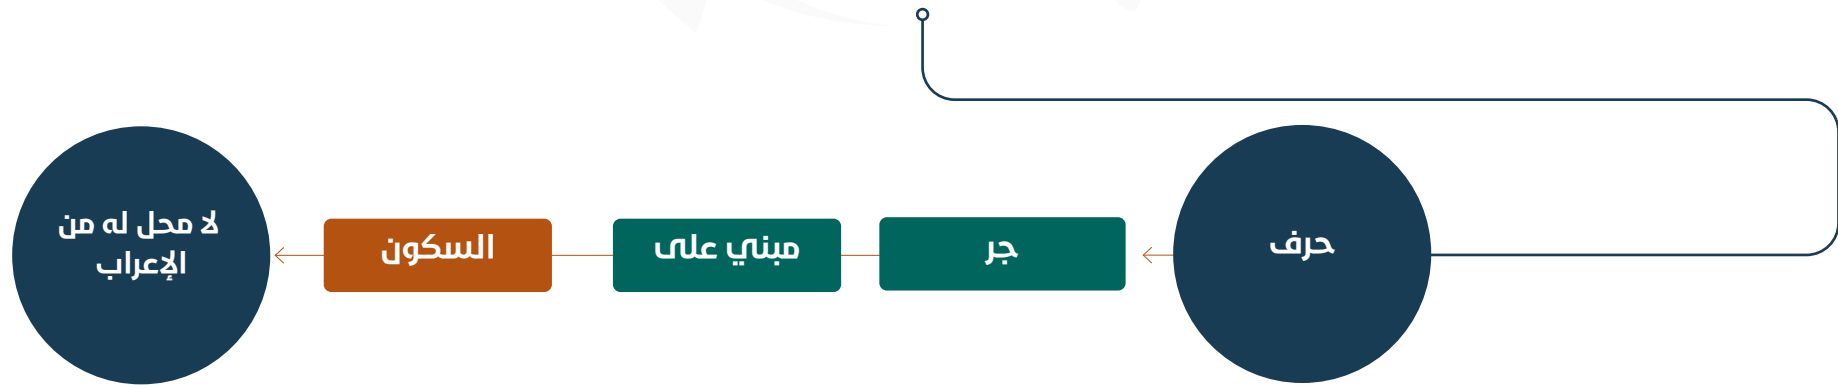 حرف
جر
مبني على
السكون
لا محل له من
الإعراب